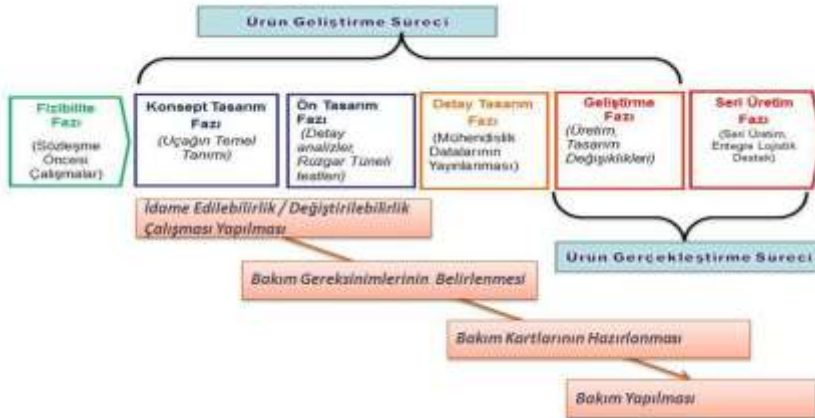 Ürün Geliştirme Süreci
Fizibilite
Fazı
(Sözleşme
Öncesi
Çalışmalar)
Konsept Tasarım
Fazı
(Uçağın Temel
Tanımı)
Ön Tasarım
Fazı
(Detay
analizler,
Rüzgar Tüneli
testleri)
Detay Tasarım
Fazı
(Mühendislik
Datalarının
Yayınlanması)
Geliştirme
Fazı
(Üretim,
Tasarım
Değişiklikleri)
Seri Üretim
Fazı
(Seri Üretim,
Entegre Lojistik
Destek)
İdame Edilebilirlik / Değiştirilebilirlik
Çalışması Yapılması
Ürün Gerçekleştirme Süreci
Bakım Gereksinimlerinin Belirlenmesi
Bakım Kartlarının Hazırlanması
Bakım Yapılması